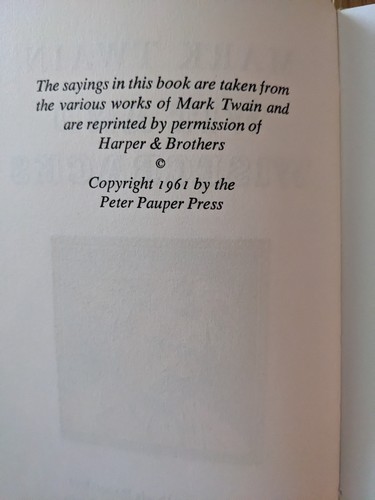 The sayings in this book are taken from
the various works of Mark Twain and
are reprinted by permission of
Harper & Brothers
©
Copyright 1961 by the
Peter Pauper Press